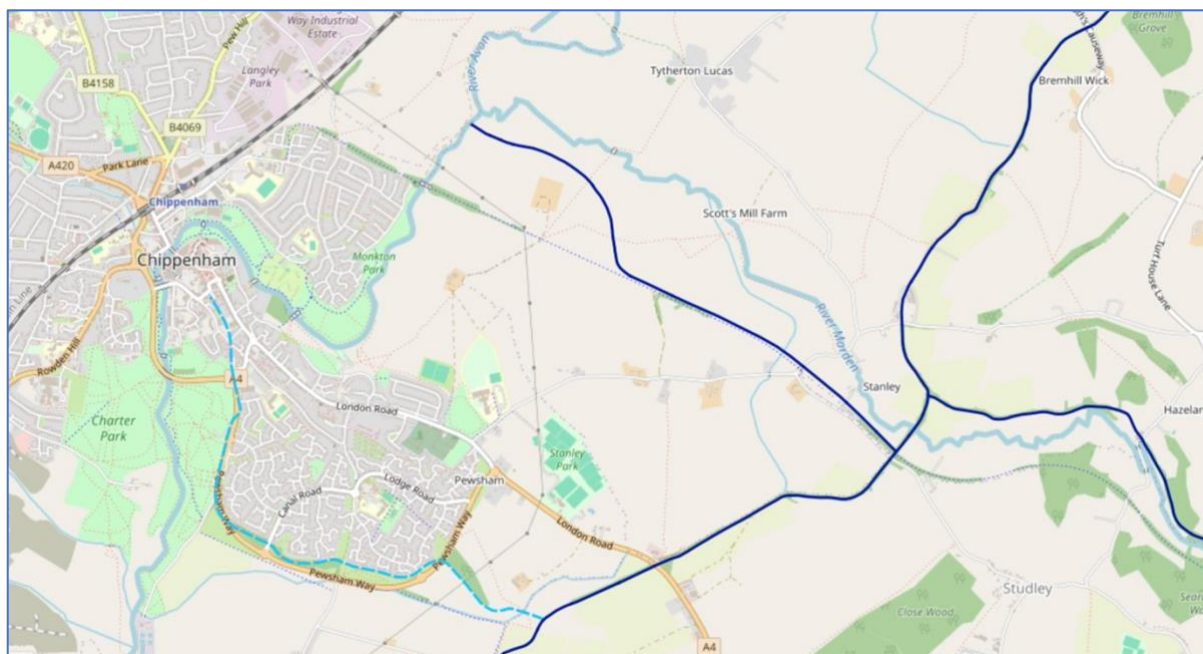 Way Industrial
Estate
Pew Hill
B4158
Langley
Park
B4069
A420
Park Lane
Chippenham
Chippenham
Monkton
Park
River Avon
Tytherton Lucas
Bremhill
Grove
Bremhill Wick
Scott's Mill Farm
Turf House Lane
River Marden
Stanley
Rowden Hill
A4
London Road
Charter
Park
Stanley
Park
Pewsham
Lodge Road
Canal Road
Pewsham Way
Pewsham Way
Pewsham Way
London Road
A4
Close Wood
Studley